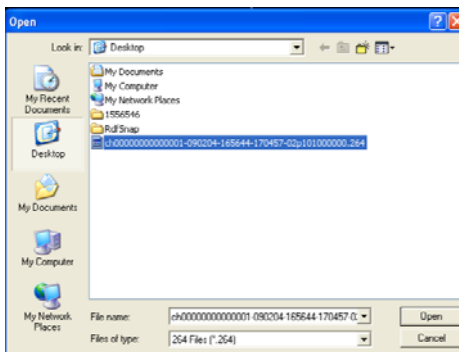 Open
Look in: Desktop
My Documents
My Computer
My Network Places
1556546
RdfSnap
ch00000000000001-090204-165644-170457-02p101000000.264
My Recent
Documents
Desktop
My Documents
My Computer
My Network
Places
File name: ch00000000000001-090204-165644-170457-0
Open
Files of type: 264 Files (*.264)
Cancel